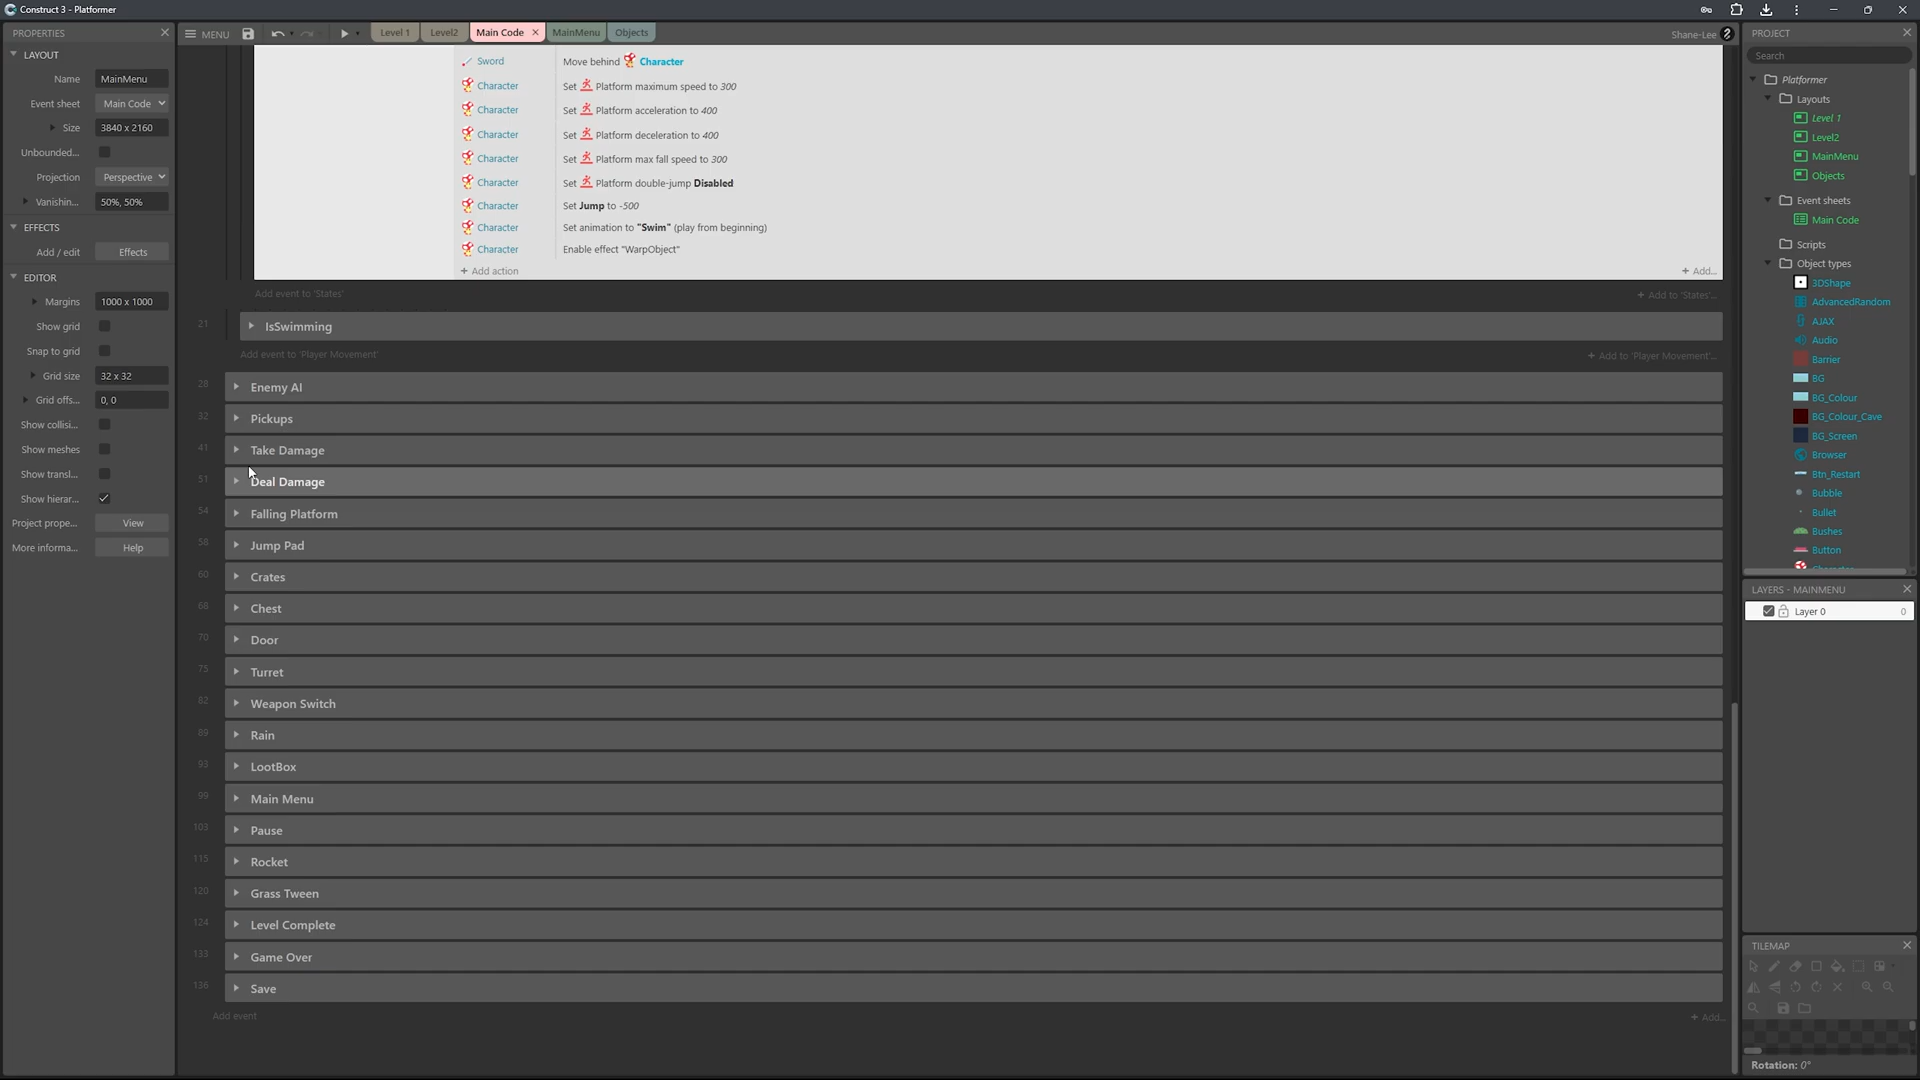 Construct 3 - Platformer
PROPERTIES
LAYOUT
Name MainMenu
Event sheet Main Code
Size 3840 x 2160
Unbounded...
Projection Perspective
Vanishin... 50%, 50%
EFFECTS
Add / edit Effects
EDITOR
Margins 1000 x 1000
Show grid
Snap to grid
Grid size 32 x 32
Grid offs... 0, 0
Show collisi...
Show meshes
Show transl...
Show hierar...
Project prope... View
More informa... Help
MENU
Level 1 Level2 Main Code MainMenu Objects
Shane-Lee
Sword Move behind Character
Character Set Platform maximum speed to 300
Character Set Platform acceleration to 400
Character Set Platform deceleration to 400
Character Set Platform max fall speed to 300
Character Set Platform double-jump Disabled
Character Set Jump to -500
Character Set animation to "Swim" (play from beginning)
Character Enable effect "WarpObject"
+ Add action + Add...
Add event to 'States' + Add to 'States'...
21 IsSwimming
Add event to 'Player Movement' + Add to 'Player Movement'...
28 Enemy AI
32 Pickups
41 Take Damage
51 Deal Damage
54 Falling Platform
58 Jump Pad
60 Crates
68 Chest
70 Door
75 Turret
82 Weapon Switch
89 Rain
93 LootBox
99 Main Menu
103 Pause
115 Rocket
120 Grass Tween
124 Level Complete
133 Game Over
136 Save
Add event + Add...
PROJECT
Search
Platformer
Layouts
Level 1
Level2
MainMenu
Objects
Event sheets
Main Code
Scripts
Object types
3DShape
AdvancedRandom
AJAX
Audio
Barrier
BG
BG_Colour
BG_Colour_Cave
BG_Screen
Browser
Btn_Restart
Bubble
Bullet
Bushes
Button
LAYERS - MAINMENU
Layer 0 0
TILEMAP
Rotation: 0°